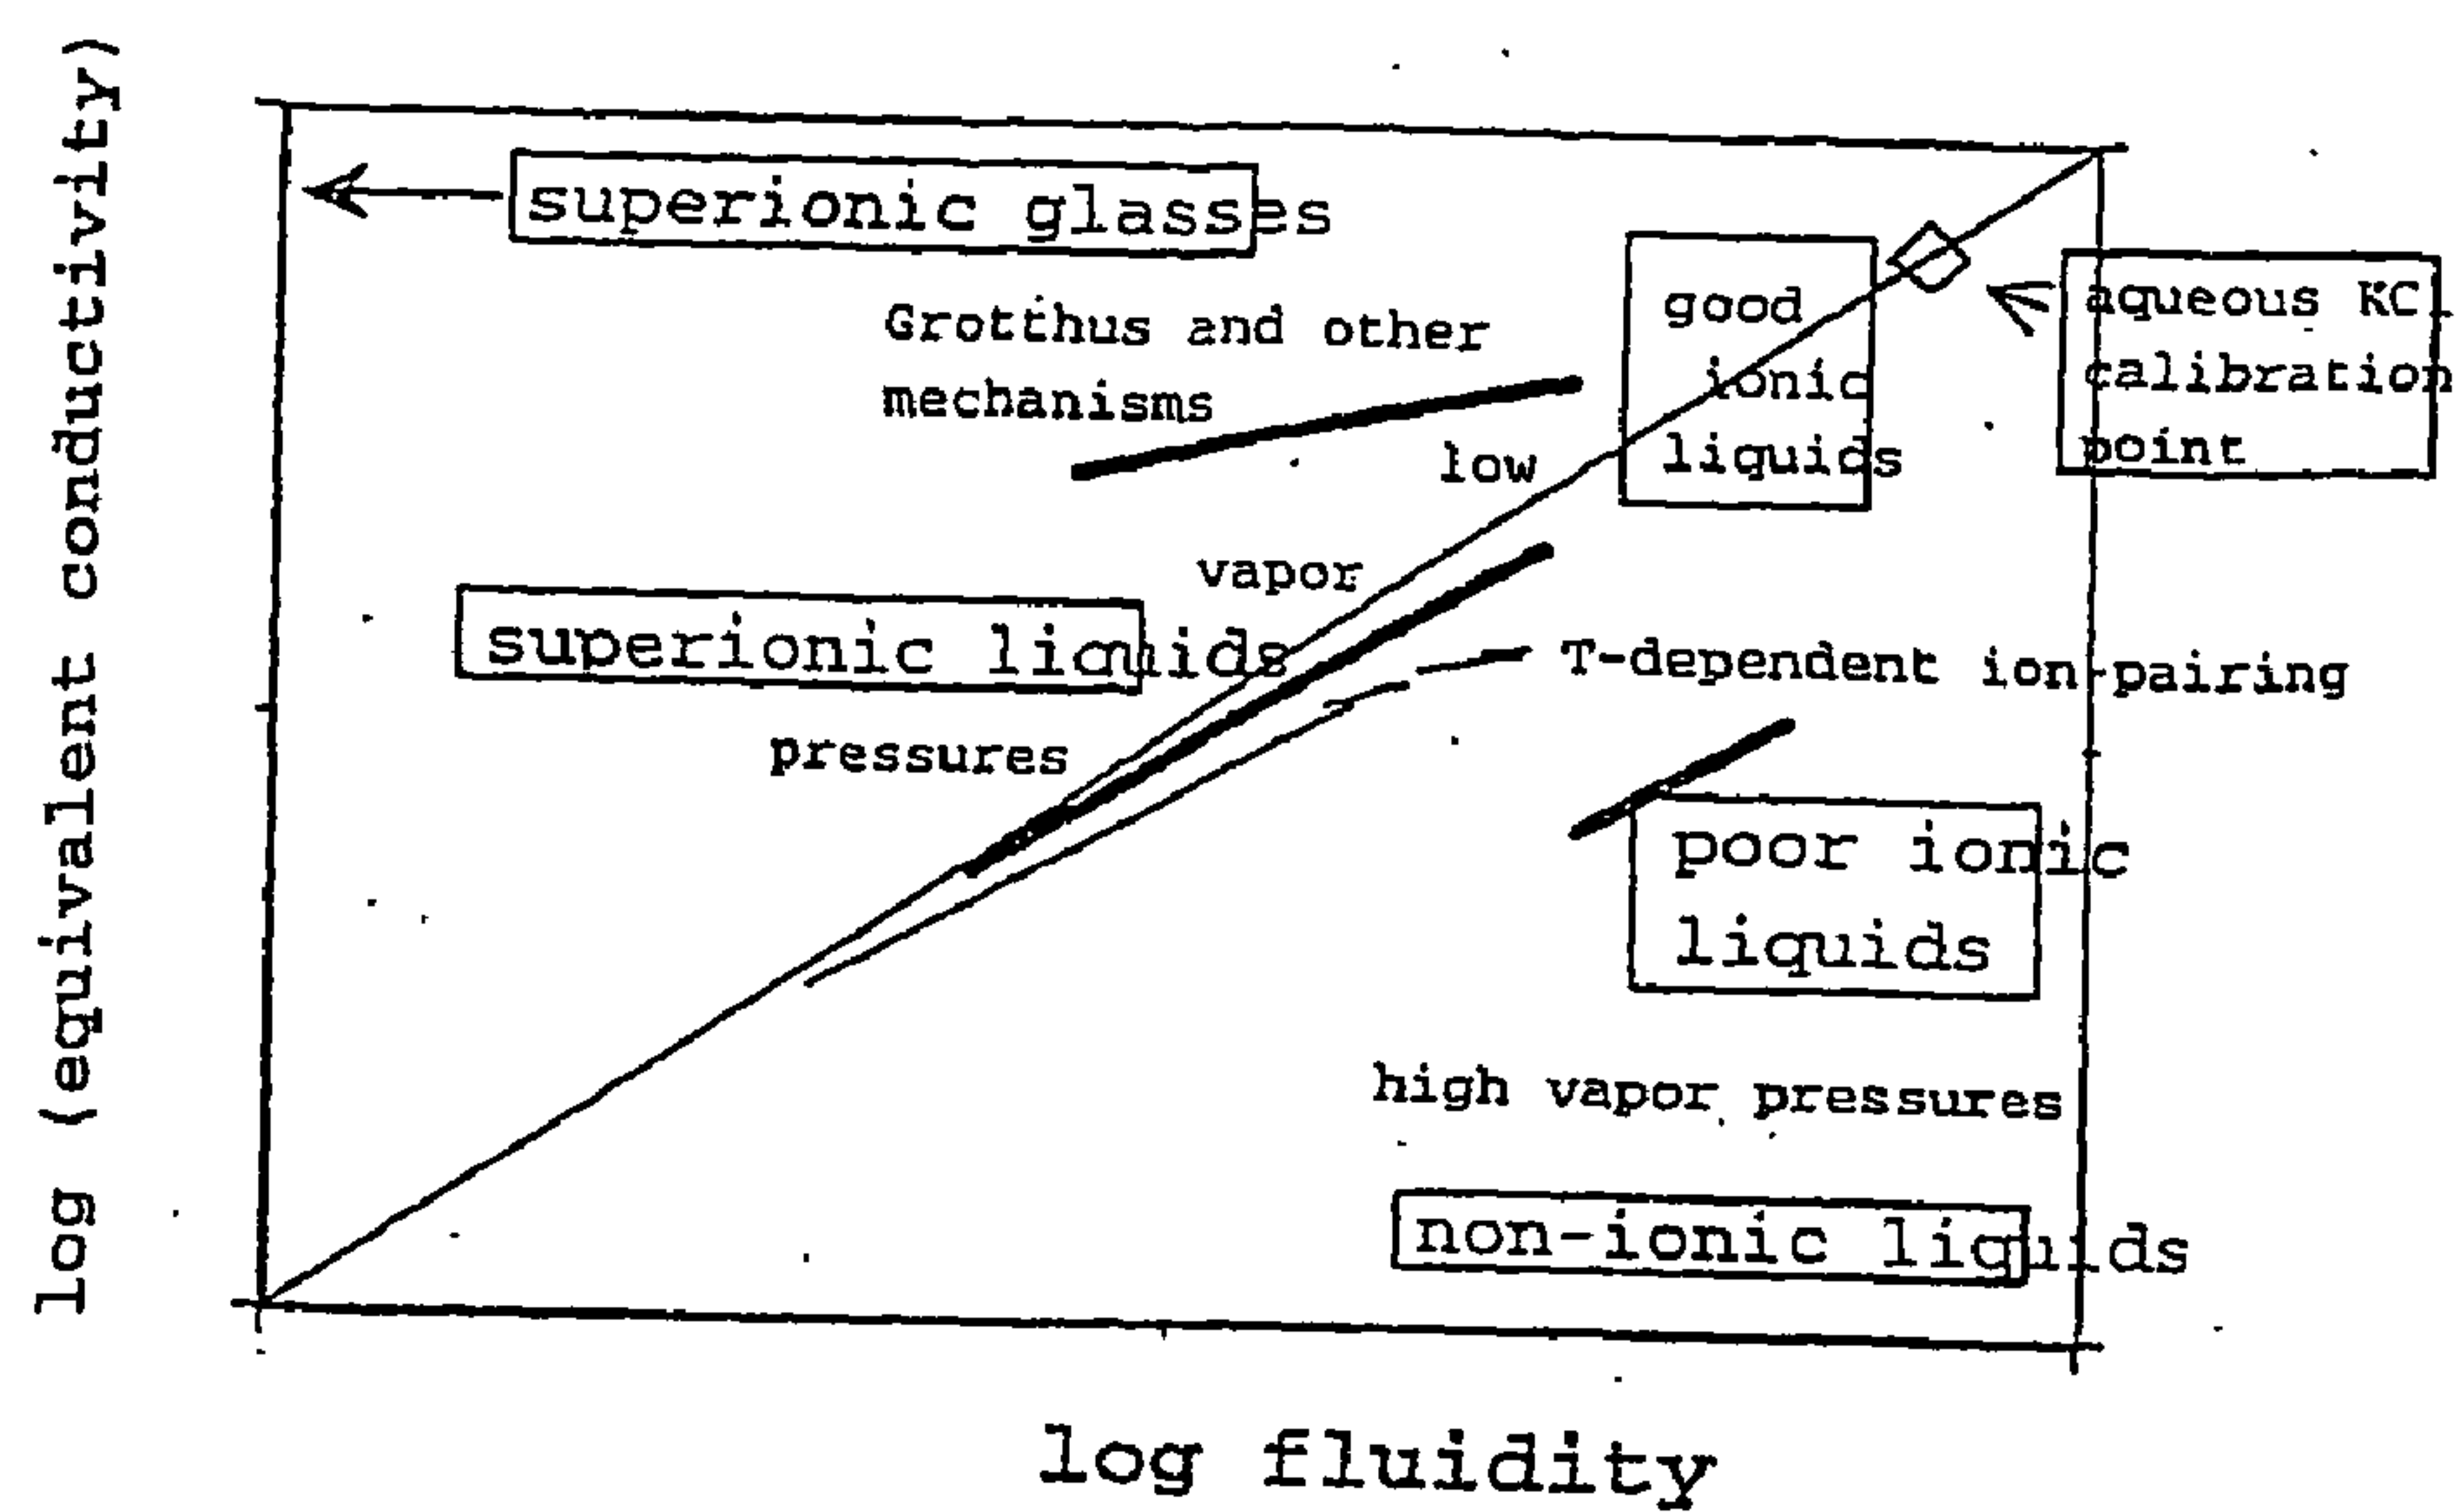 log (equivalent conductivity)
superionic glasses
Grotthus and other
mechanisms
good
ionic
liquids
aqueous KCl
calibration
point
low
vapor
pressures
superionic liquids
T-dependent ion pairing
poor ionic
liquids
high vapor pressures
non-ionic liquids
log fluidity